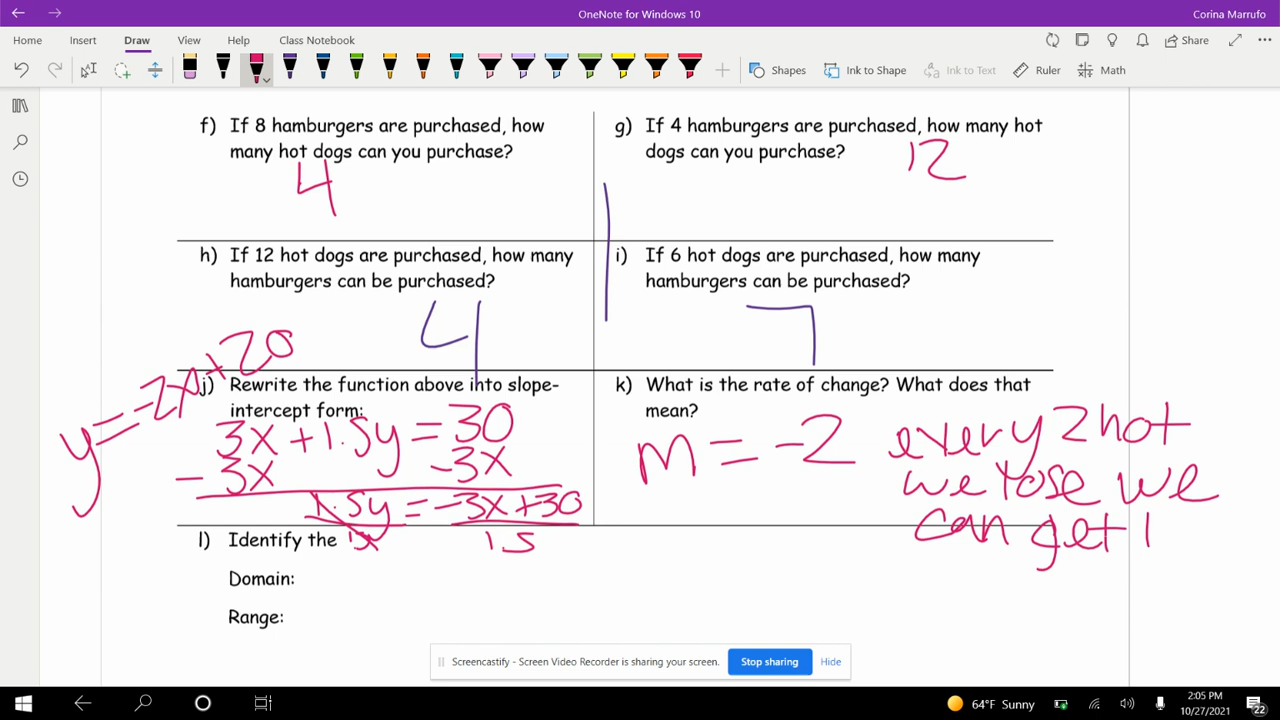 OneNote for Windows 10
Corina Marrufo
Home Insert Draw View Help Class Notebook
Share
Shapes Ink to Shape Ink to Text Ruler Math
f) If 8 hamburgers are purchased, how
many hot dogs can you purchase?
4
g) If 4 hamburgers are purchased, how many hot
dogs can you purchase?
12
h) If 12 hot dogs are purchased, how many
hamburgers can be purchased?
4
i) If 6 hot dogs are purchased, how many
hamburgers can be purchased?
7
y=-2x+20
j) Rewrite the function above into slope-
intercept form:
3x+1.5y=30
-3x -3x
1.5y=-3x+30
1.5 1.5
k) What is the rate of change? What does that
mean?
m=-2 every 2 hot
we lose we
can get 1
l) Identify the
Domain:
Range:
Screencastify - Screen Video Recorder is sharing your screen.
Stop sharing
Hide
64°F Sunny
2:05 PM
10/27/2021
22